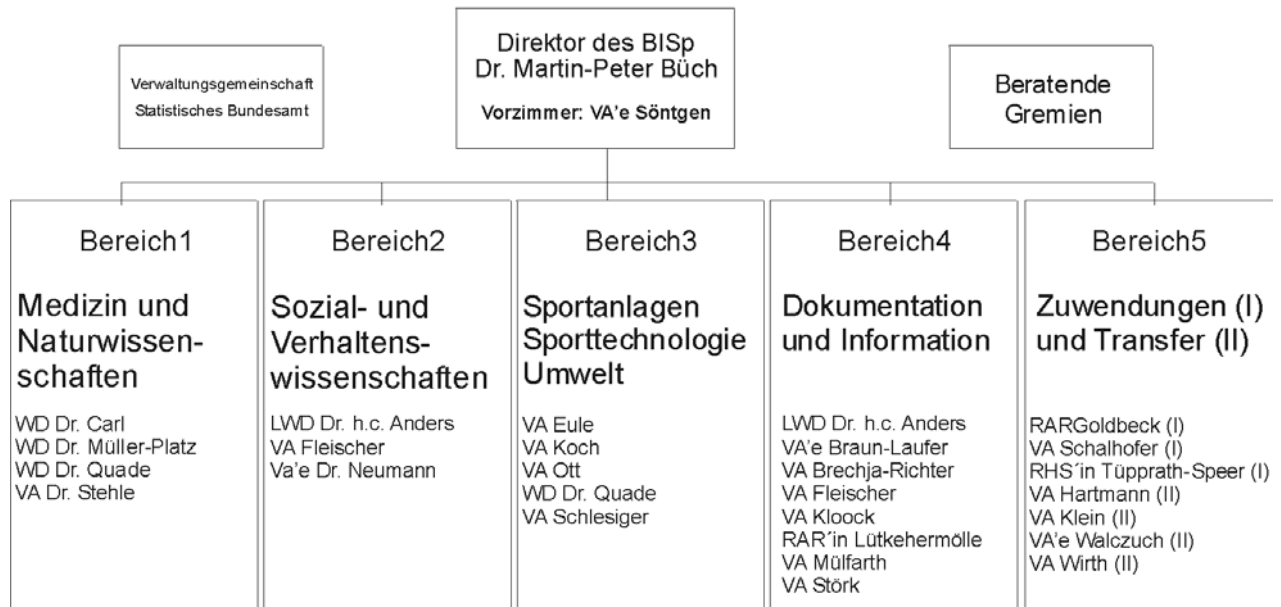 Verwaltungsgemeinschaft
Statistisches Bundesamt
Direktor des BISp
Dr. Martin-Peter Büch
Vorzimmer: VA'e Söntgen
Beratende
Gremien
Bereich1
Medizin und
Naturwissen-
schaften
WD Dr. Carl
WD Dr. Müller-Platz
WD Dr. Quade
VA Dr. Stehle
Bereich2
Sozial- und
Verhaltens-
wissenschaften
LWD Dr. h.c. Anders
VA Fleischer
Va'e Dr. Neumann
Bereich3
Sportanlagen
Sporttechnologie
Umwelt
VA Eule
VA Koch
VA Ott
WD Dr. Quade
VA Schlesiger
Bereich4
Dokumentation
und Information
LWD Dr. h.c. Anders
VA'e Braun-Laufer
VA Brechja-Richter
VA Fleischer
VA Kloock
RAR´in Lütkehermölle
VA Mülfarth
VA Störk
Bereich5
Zuwendungen (I)
und Transfer (II)
RARGoldbeck (I)
VA Schalhofer (I)
RHS´in Tüpprath-Speer (I)
VA Hartmann (II)
VA Klein (II)
VA'e Walczuch (II)
VA Wirth (II)